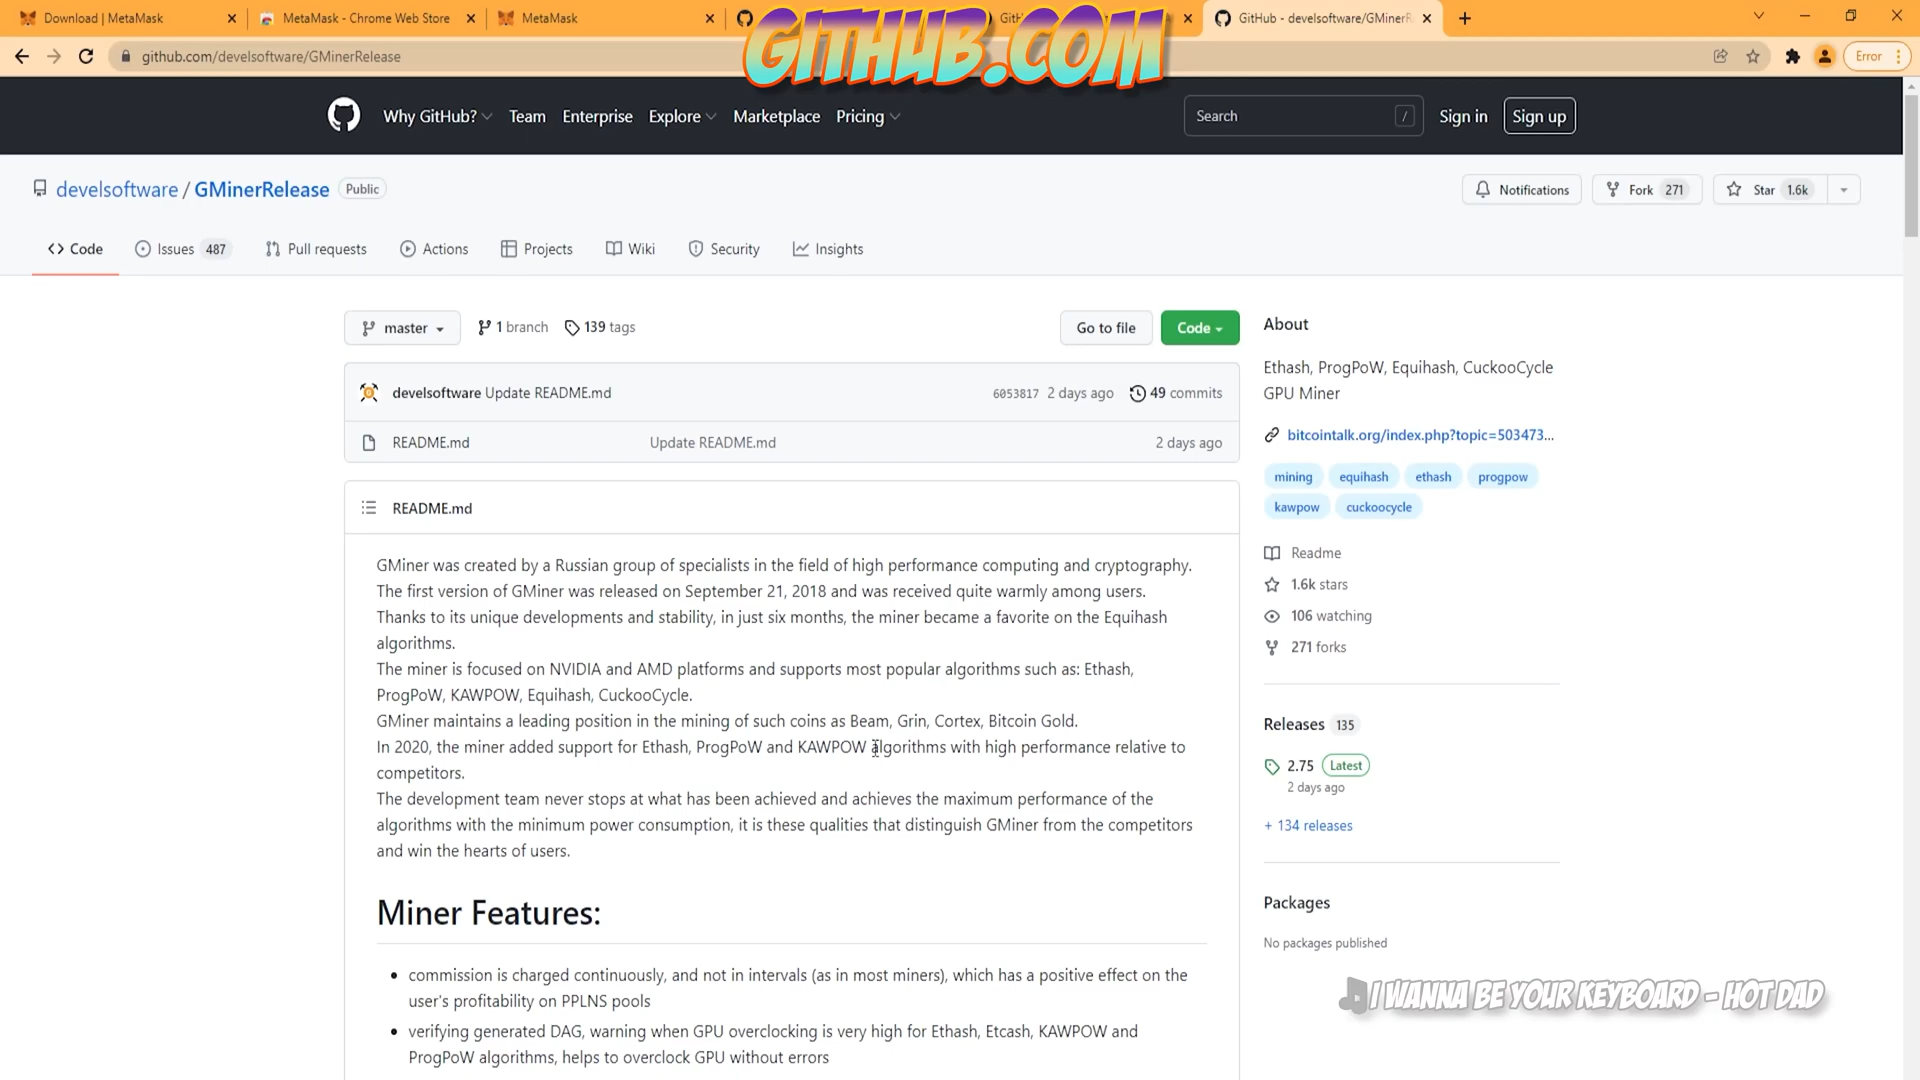 Download | MetaMask
MetaMask - Chrome Web Store
MetaMask
GitHub - develsoftware/GMinerR
GITHUB.COM
github.com/develsoftware/GMinerRelease
Error
Why GitHub?
Team
Enterprise
Explore
Marketplace
Pricing
Search
/
Sign in
Sign up
develsoftware / GMinerRelease
Public
Notifications
Fork 271
Star 1.6k
Code
Issues 487
Pull requests
Actions
Projects
Wiki
Security
Insights
master
1 branch
139 tags
Go to file
Code
develsoftware Update README.md
6053817 2 days ago
49 commits
README.md
Update README.md
2 days ago
README.md
GMiner was created by a Russian group of specialists in the field of high performance computing and cryptography.
The first version of GMiner was released on September 21, 2018 and was received quite warmly among users.
Thanks to its unique developments and stability, in just six months, the miner became a favorite on the Equihash
algorithms.
The miner is focused on NVIDIA and AMD platforms and supports most popular algorithms such as: Ethash,
ProgPoW, KAWPOW, Equihash, CuckooCycle.
GMiner maintains a leading position in the mining of such coins as Beam, Grin, Cortex, Bitcoin Gold.
In 2020, the miner added support for Ethash, ProgPoW and KAWPOW algorithms with high performance relative to
competitors.
The development team never stops at what has been achieved and achieves the maximum performance of the
algorithms with the minimum power consumption, it is these qualities that distinguish GMiner from the competitors
and win the hearts of users.
Miner Features:
commission is charged continuously, and not in intervals (as in most miners), which has a positive effect on the
user's profitability on PPLNS pools
verifying generated DAG, warning when GPU overclocking is very high for Ethash, Etcash, KAWPOW and
ProgPoW algorithms, helps to overclock GPU without errors
About
Ethash, ProgPoW, Equihash, CuckooCycle
GPU Miner
bitcointalk.org/index.php?topic=503473...
mining
equihash
ethash
progpow
kawpow
cuckoocycle
Readme
1.6k stars
106 watching
271 forks
Releases 135
2.75 Latest
2 days ago
+ 134 releases
Packages
No packages published
I WANNA BE YOUR KEYBOARD - HOT DAD